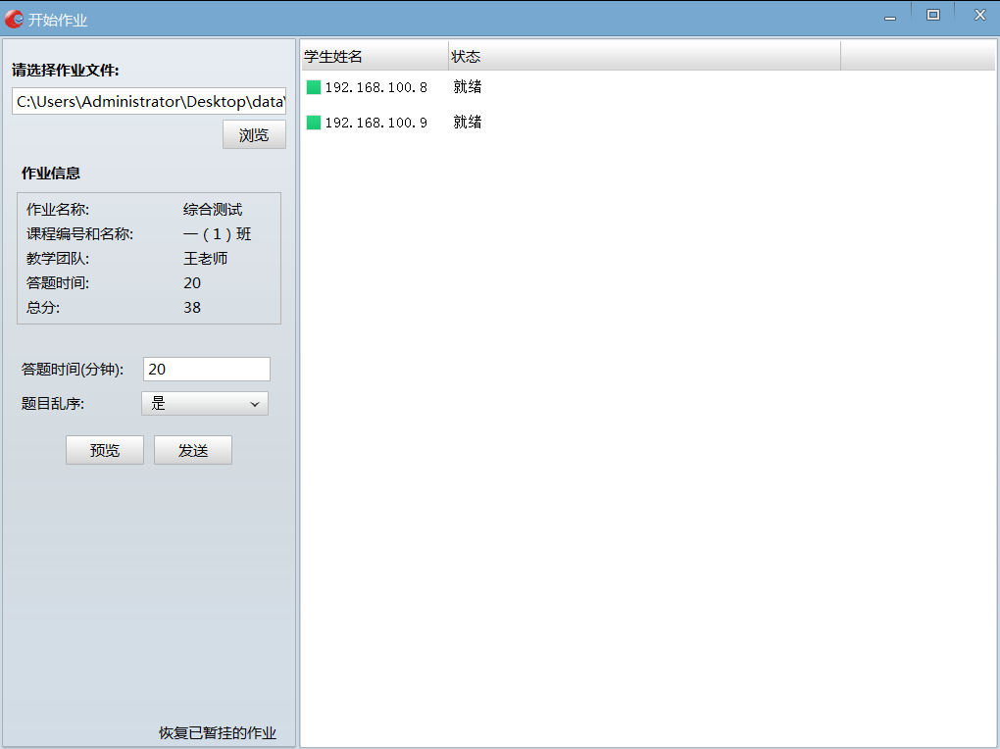 开始作业
请选择作业文件:
C:\Users\Administrator\Desktop\data\
浏览
作业信息
作业名称: 综合测试
课程编号和名称: 一（1）班
教学团队: 王老师
答题时间: 20
总分: 38
答题时间(分钟): 20
题目乱序: 是
预览 发送
恢复已暂挂的作业
学生姓名 状态
192.168.100.8 就绪
192.168.100.9 就绪